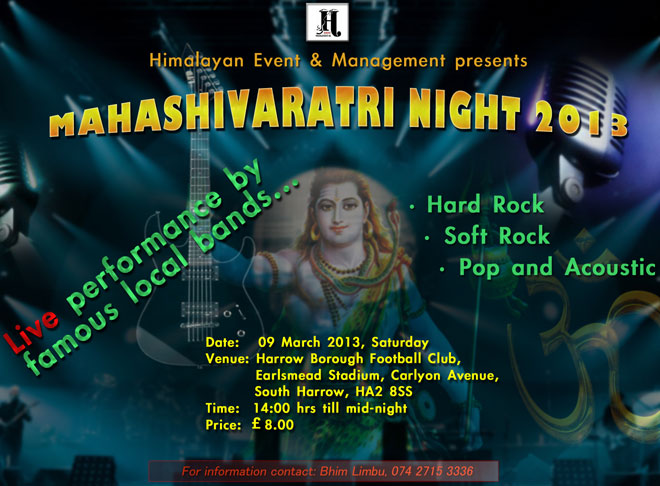 H
Himalayan Event & Management presents
MAHASHIVARATRI NIGHT 2013
Live performance by
famous local bands...
· Hard Rock
· Soft Rock
· Pop and Acoustic
Date: 09 March 2013, Saturday
Venue: Harrow Borough Football Club,
Earlsmead Stadium, Carlyon Avenue,
South Harrow, HA2 8SS
Time: 14:00 hrs till mid-night
Price: £ 8.00
For information contact: Bhim Limbu, 074 2715 3336
ॐ